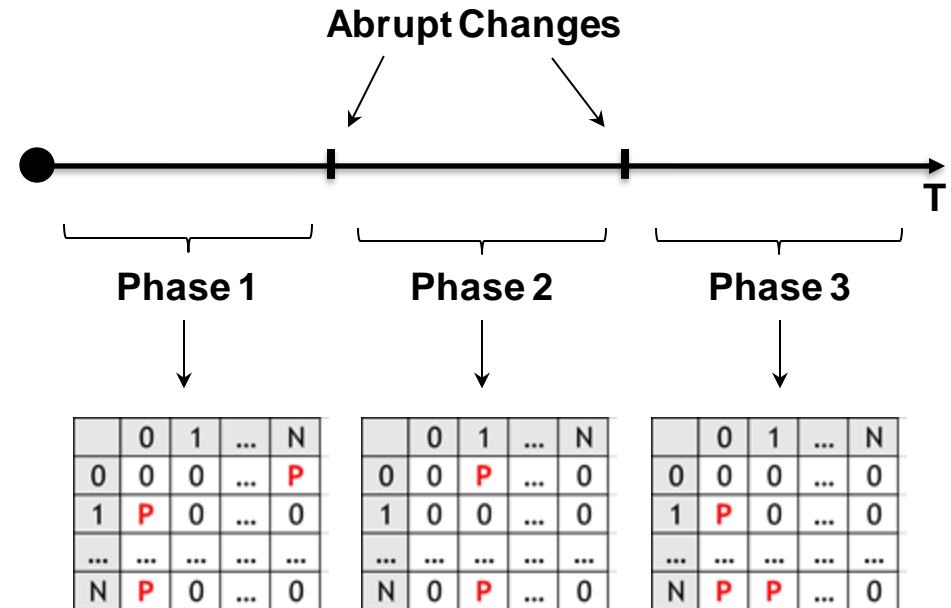 Abrupt Changes
T
Phase 1 Phase 2 Phase 3
0 1 ... N 0 1 ... N 0 1 ... N
0 0 0 ... P 0 0 P ... 0 0 0 0 ... 0
1 P 0 ... 0 1 0 0 ... 0 1 P 0 ... 0
... ... ... ... ... ... ... ... ... ... ... ... ... ... ...
N P 0 ... 0 N 0 P ... 0 N P P ... 0